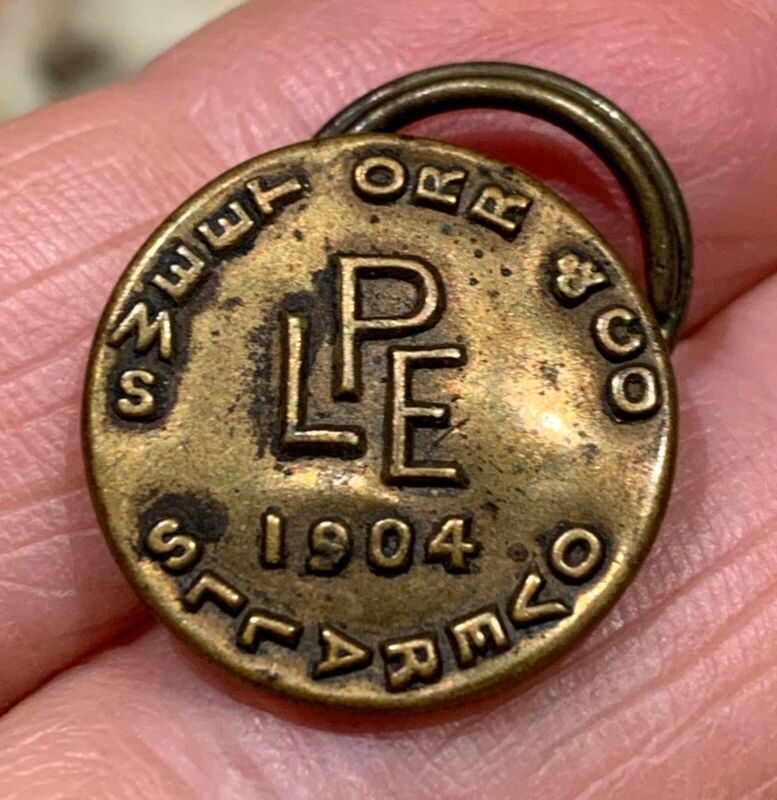 SWEET ORR & CO
LPE
1904
OVERALLS